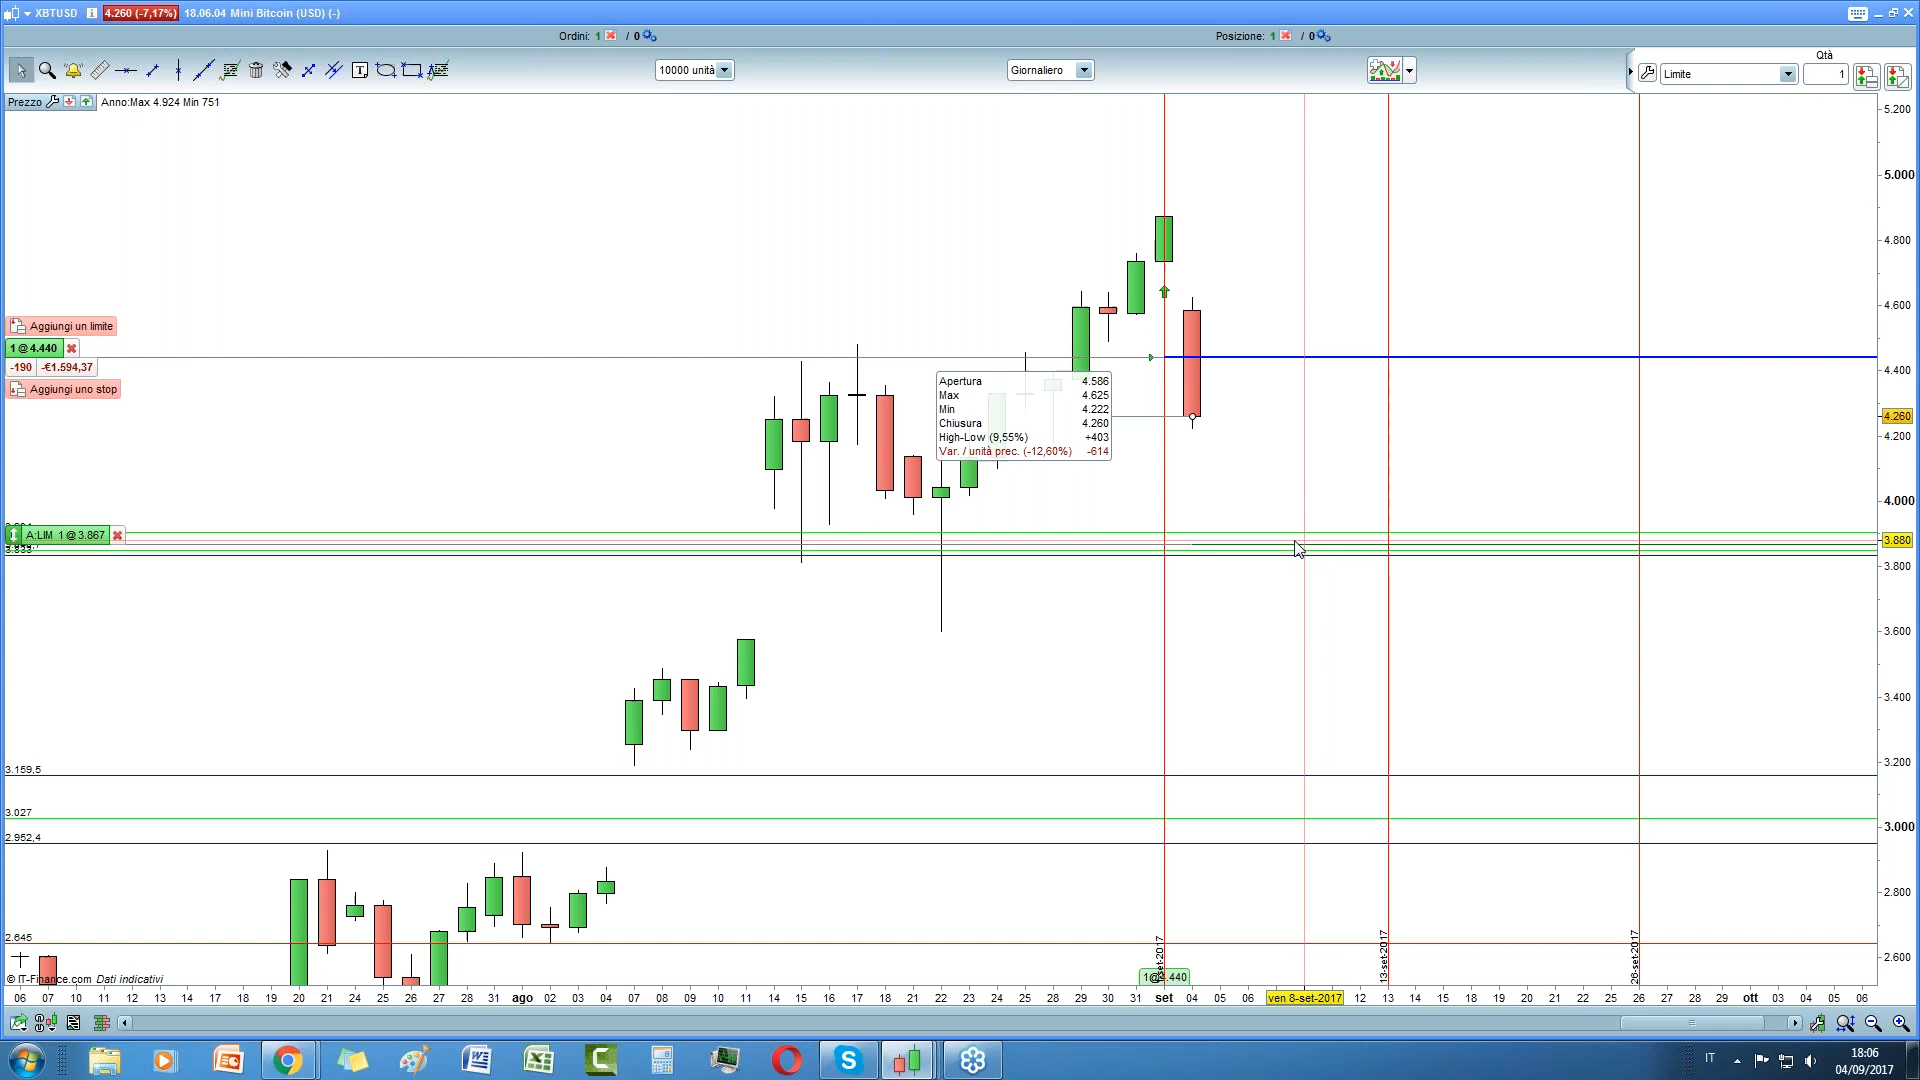 XBTUSD 4.260 (-7,17%) 18.06.04 Mini Bitcoin (USD) (-)
Ordini: 1 / 0 Posizione: 1 / 0
10000 unità Giornaliero Limite Qtà 1
Prezzo Anno:Max 4.924 Min 751
5.200
5.000
4.800
4.600
4.400
4.260
4.200
4.000
3.880
3.800
3.600
3.400
3.200
3.000
2.800
2.600
Aggiungi un limite
1 @ 4.440
-190 -€1.594,37
Aggiungi uno stop
Apertura 4.586
Max 4.625
Min 4.222
Chiusura 4.260
High-Low (9,55%) +403
Var. / unità prec. (-12,60%) -614
A:LIM 1 @ 3.867
3.159,5
3.027
2.952,4
2.645
© IT-Finance.com Dati indicativi
1@4.440
13-set-2017
26-set-2017
06 07 10 11 12 13 14 17 18 19 20 21 24 25 26 27 28 31 ago 02 03 04 07 08 09 10 11 14 15 16 17 18 21 22 23 24 25 28 29 30 31 set 04 05 06 ven 8-set-2017 12 13 14 15 18 19 20 21 22 25 26 27 28 29 ott 03 04 05 06
IT
18:06
04/09/2017